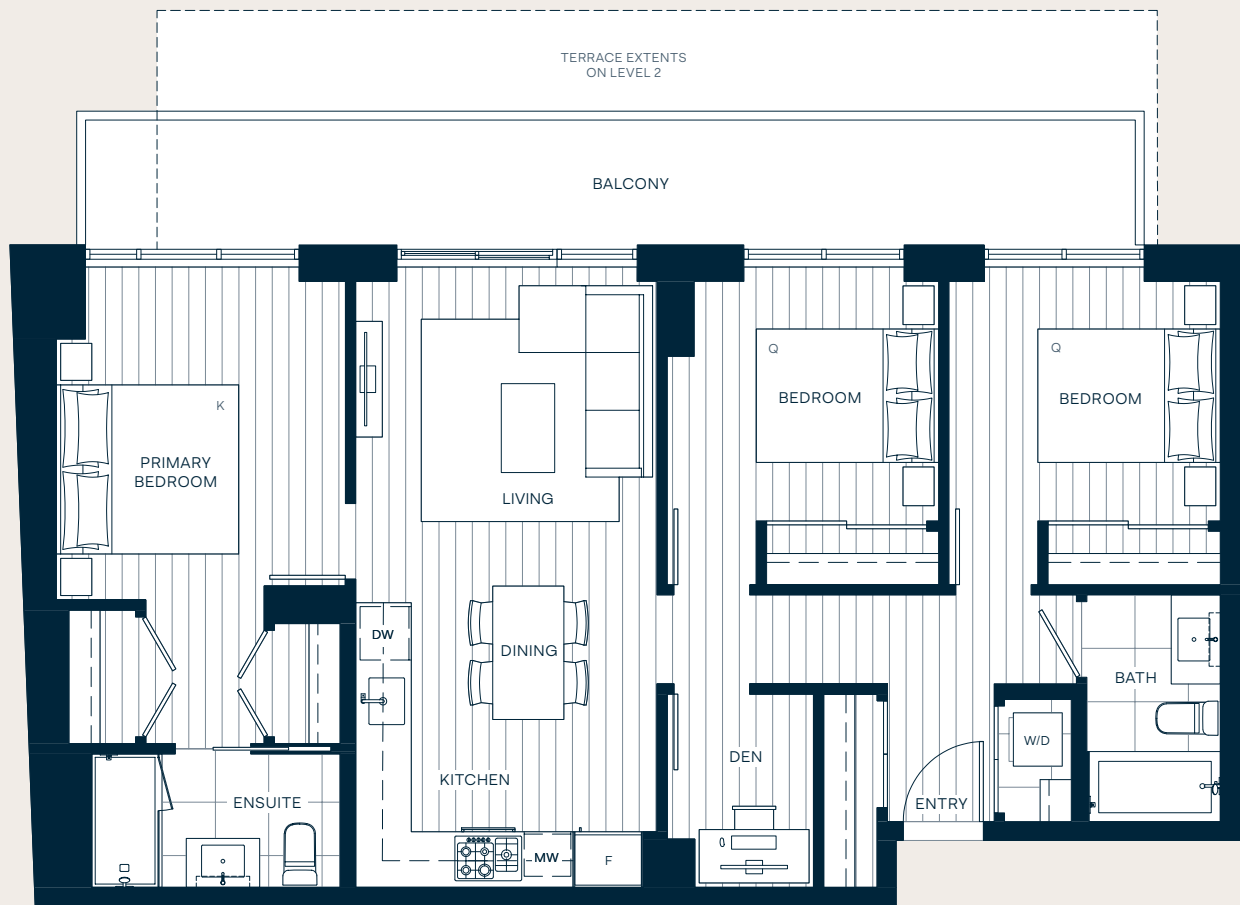 TERRACE EXTENTS
ON LEVEL 2
BALCONY
K
PRIMARY
BEDROOM
LIVING
Q
BEDROOM
Q
BEDROOM
DW
DINING
KITCHEN
ENSUITE
MW
F
DEN
ENTRY
W/D
BATH